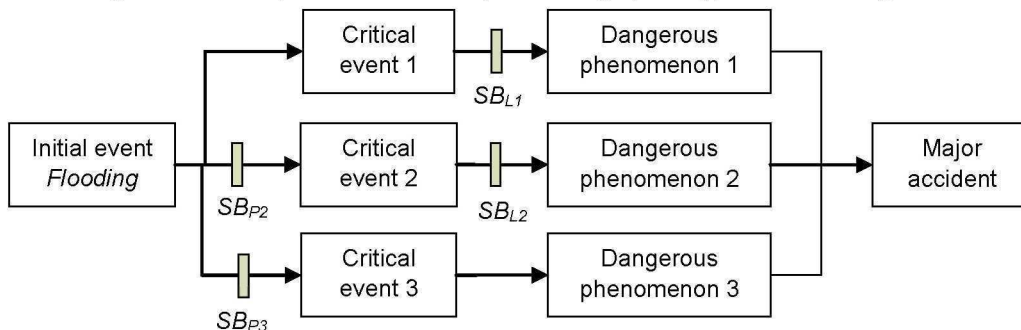 Critical
event 1
SBL1
Dangerous
phenomenon 1
Initial event
Flooding
SBP2
Critical
event 2
SBL2
Dangerous
phenomenon 2
Major
accident
SBP3
Critical
event 3
Dangerous
phenomenon 3